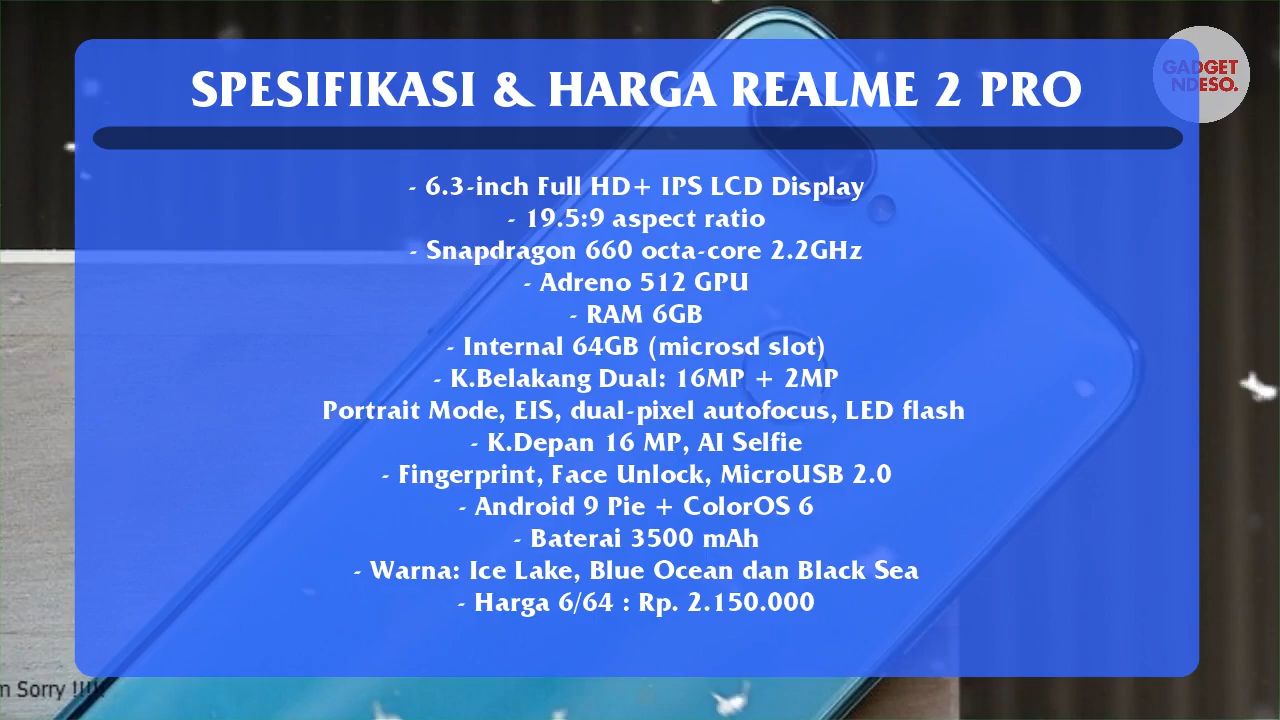 SPESIFIKASI & HARGA REALME 2 PRO
GADGET
NDESO.
- 6.3-inch Full HD+ IPS LCD Display
- 19.5:9 aspect ratio
- Snapdragon 660 octa-core 2.2GHz
- Adreno 512 GPU
- RAM 6GB
- Internal 64GB (microsd slot)
- K.Belakang Dual: 16MP + 2MP
Portrait Mode, EIS, dual-pixel autofocus, LED flash
- K.Depan 16 MP, AI Selfie
- Fingerprint, Face Unlock, MicroUSB 2.0
- Android 9 Pie + ColorOS 6
- Baterai 3500 mAh
- Warna: Ice Lake, Blue Ocean dan Black Sea
- Harga 6/64 : Rp. 2.150.000
m Sorry !!!!